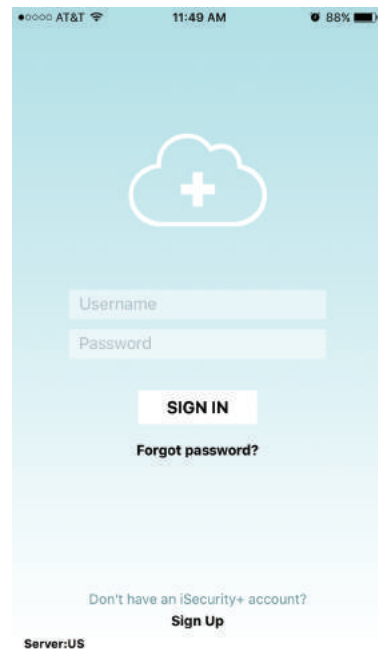 AT&T 11:49 AM 88%
Username
Password
SIGN IN
Forgot password?
Don't have an iSecurity+ account?
Sign Up
Server:US